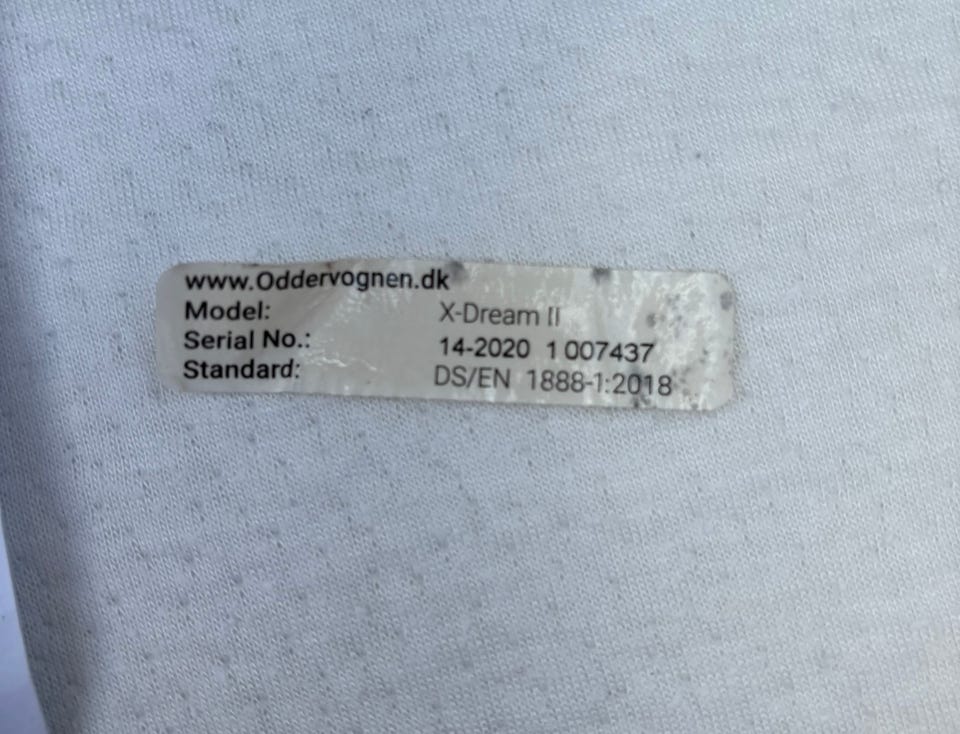 www.Oddervognen.dk
Model: X-Dream II
Serial No.: 14-2020 1 007437
Standard: DS/EN 1888-1:2018